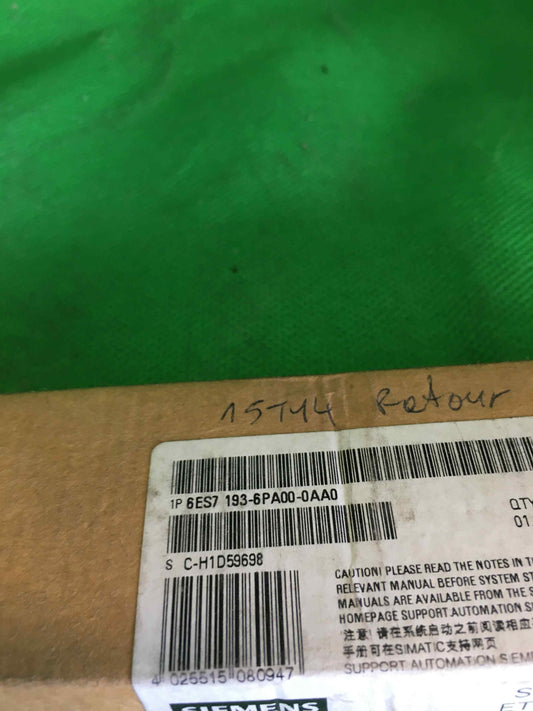 15T44 Retour
1P 6ES7 193-6PA00-0AA0
QTY
01
S C-H1D59698
CAUTION! PLEASE READ THE NOTES IN T
RELEVANT MANUAL BEFORE SYSTEM ST
MANUALS ARE AVAILABLE FROM THE S
HOMEPAGE SUPPORT.AUTOMATION.SI
注意! 请在系统启动之前阅读相应
手册可在SIMATIC支持网页
SUPPORT AUTOMATION SIEM
4 025515 080947
SIEMENS
S
ET